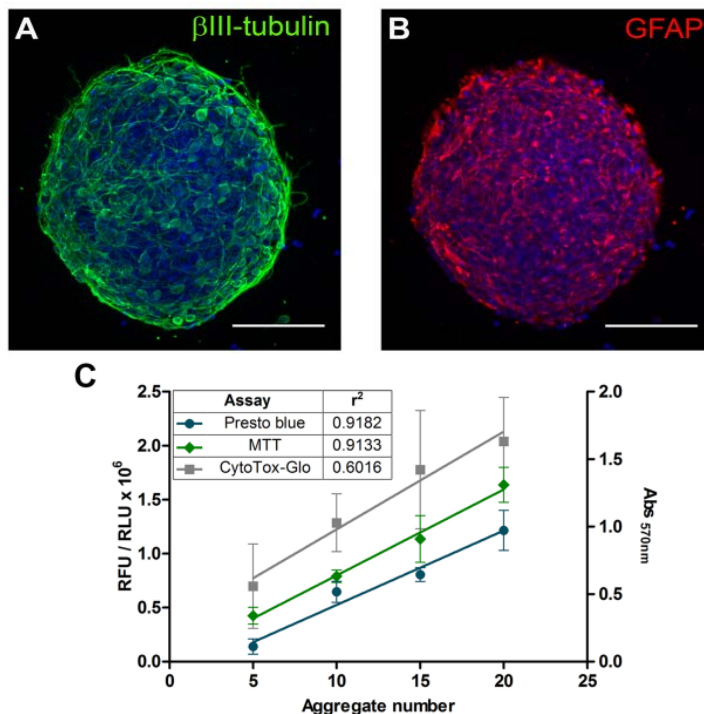 A
βIII-tubulin
B
GFAP
C
Assay r²
Presto blue 0.9182
MTT 0.9133
CytoTox-Glo 0.6016
2.5
2.0
1.5
1.0
0.5
0.0
RFU / RLU x 10⁶
2.0
1.5
1.0
0.5
0.0
Abs 570nm
0 5 10 15 20 25
Aggregate number